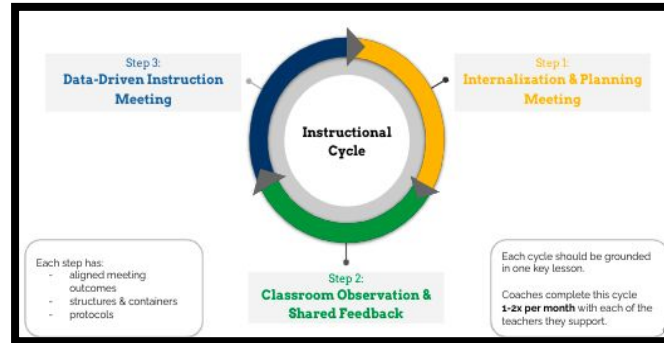 Step 3:
Data-Driven Instruction
Meeting
Step 1:
Internalization & Planning
Meeting
Instructional
Cycle
Step 2:
Classroom Observation &
Shared Feedback
Each step has:
- aligned meeting
outcomes
- structures & containers
- protocols
Each cycle should be grounded
in one key lesson.
Coaches complete this cycle
1-2x per month with each of the
teachers they support.